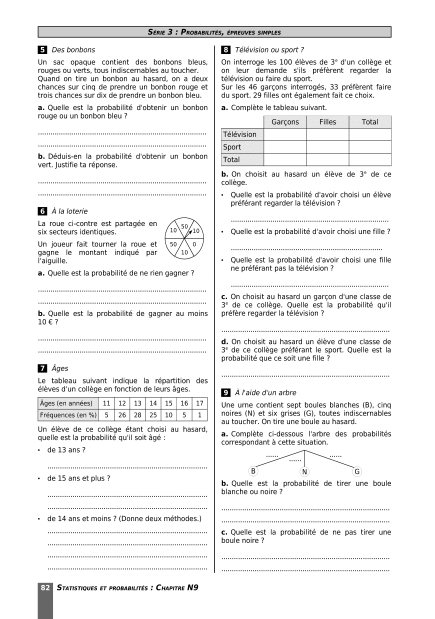 SÉRIE 3 : PROBABILITÉS, ÉPREUVES SIMPLES
5 Des bonbons
Un sac opaque contient des bonbons bleus,
rouges ou verts, tous indiscernables au toucher.
Quand on tire un bonbon au hasard, on a deux
chances sur cinq de prendre un bonbon rouge et
trois chances sur dix de prendre un bonbon bleu.
a. Quelle est la probabilité d'obtenir un bonbon
rouge ou un bonbon bleu ?
b. Déduis-en la probabilité d'obtenir un bonbon
vert. Justifie ta réponse.
6 À la loterie
La roue ci-contre est partagée en
six secteurs identiques.
Un joueur fait tourner la roue et
gagne le montant indiqué par
l'aiguille.
10 50 10
50 10 0
a. Quelle est la probabilité de ne rien gagner ?
b. Quelle est la probabilité de gagner au moins
10 € ?
7 Âges
Le tableau suivant indique la répartition des
élèves d'un collège en fonction de leurs âges.
Âges (en années) 11 12 13 14 15 16 17
Fréquences (en %) 5 26 28 25 10 5 1
Un élève de ce collège étant choisi au hasard,
quelle est la probabilité qu'il soit âgé :
• de 13 ans ?
• de 15 ans et plus ?
• de 14 ans et moins ? (Donne deux méthodes.)
8 Télévision ou sport ?
On interroge les 100 élèves de 3e d'un collège et
on leur demande s'ils préfèrent regarder la
télévision ou faire du sport.
Sur les 46 garçons interrogés, 33 préfèrent faire
du sport. 29 filles ont également fait ce choix.
a. Complète le tableau suivant.
Garçons Filles Total
Télévision
Sport
Total
b. On choisit au hasard un élève de 3e de ce
collège.
• Quelle est la probabilité d'avoir choisi un élève
préférant regarder la télévision ?
• Quelle est la probabilité d'avoir choisi une fille ?
• Quelle est la probabilité d'avoir choisi une fille
ne préférant pas la télévision ?
c. On choisit au hasard un garçon d'une classe de
3e de ce collège. Quelle est la probabilité qu'il
préfère regarder la télévision ?
d. On choisit au hasard un élève d'une classe de
3e de ce collège préférant le sport. Quelle est la
probabilité que ce soit une fille ?
9 À l'aide d'un arbre
Une urne contient sept boules blanches (B), cinq
noires (N) et six grises (G), toutes indiscernables
au toucher. On tire une boule au hasard.
a. Complète ci-dessous l'arbre des probabilités
correspondant à cette situation.
...... ...... ......
B N G
b. Quelle est la probabilité de tirer une boule
blanche ou noire ?
c. Quelle est la probabilité de ne pas tirer une
boule noire ?
82 STATISTIQUES ET PROBABILITÉS : CHAPITRE N9